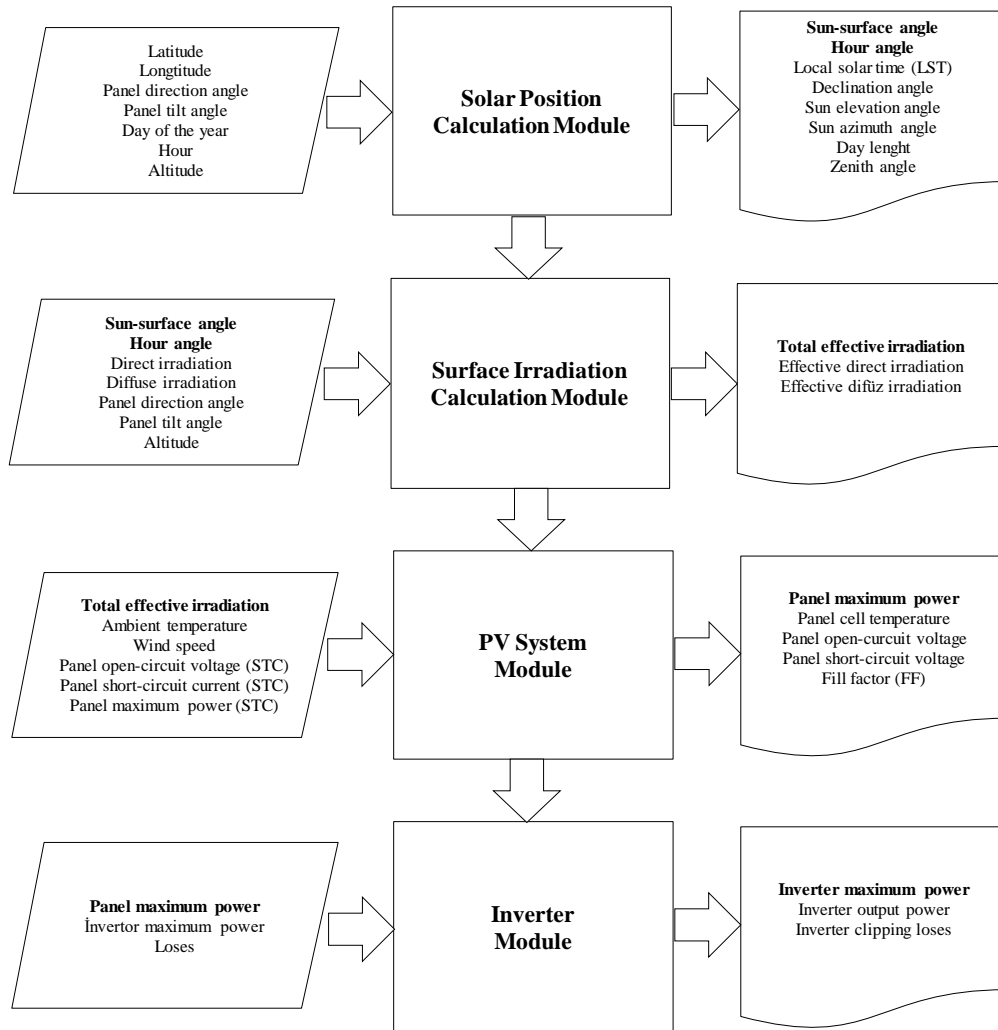 Latitude
Longtitude
Panel direction angle
Panel tilt angle
Day of the year
Hour
Altitude
Solar Position
Calculation Module
Sun-surface angle
Hour angle
Local solar time (LST)
Declination angle
Sun elevation angle
Sun azimuth angle
Day lenght
Zenith angle
Sun-surface angle
Hour angle
Direct irradiation
Diffuse irradiation
Panel direction angle
Panel tilt angle
Altitude
Surface Irradiation
Calculation Module
Total effective irradiation
Effective direct irradiation
Effective difüz irradiation
Total effective irradiation
Ambient temperature
Wind speed
Panel open-circuit voltage (STC)
Panel short-circuit current (STC)
Panel maximum power (STC)
PV System
Module
Panel maximum power
Panel cell temperature
Panel open-curcuit voltage
Panel short-circuit voltage
Fill factor (FF)
Panel maximum power
İnvertor maximum power
Loses
Inverter
Module
Inverter maximum power
Inverter output power
Inverter clipping loses